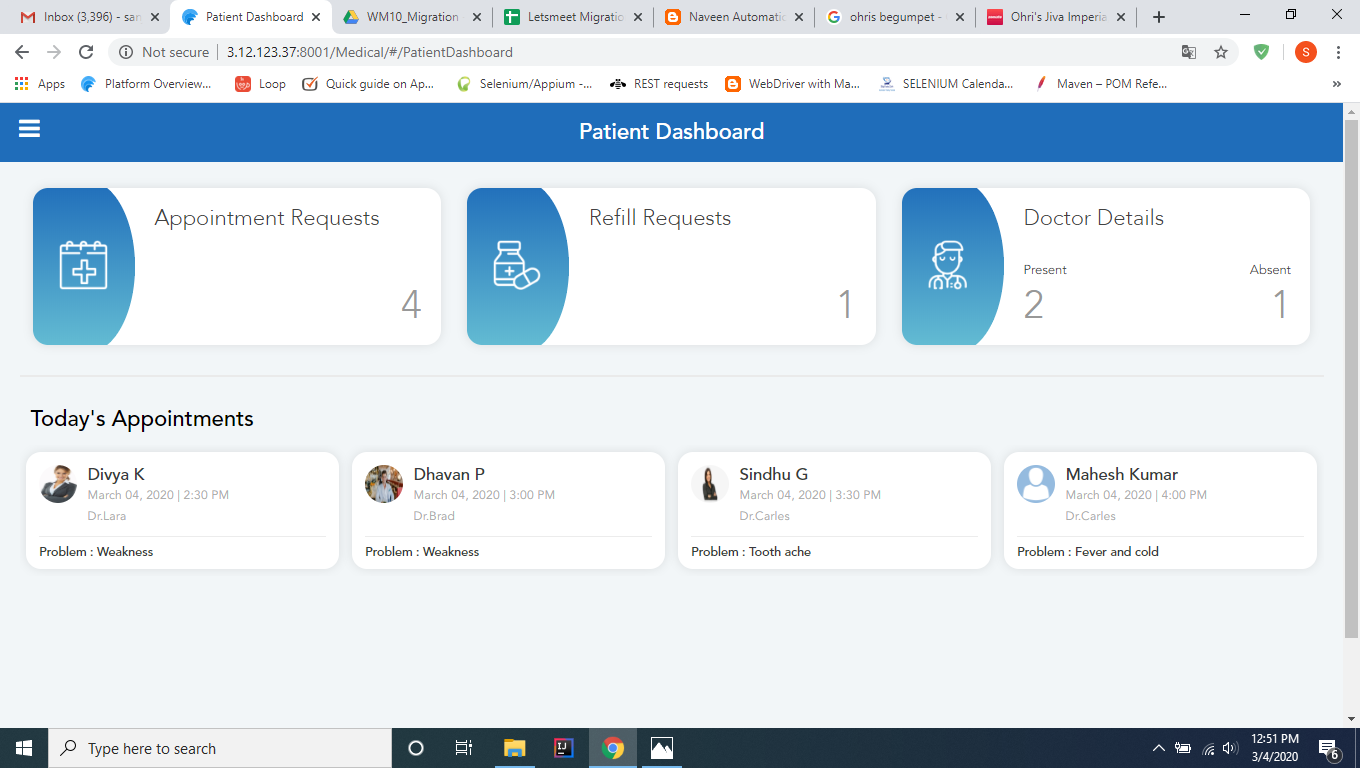 Inbox (3,396) - san
Patient Dashboard
WM10_Migration
Letsmeet Migratio
Naveen Automatic
ohris begumpet -
Ohri's Jiva Imperia
Not secure
3.12.123.37:8001/Medical/#/PatientDashboard
S
Apps
Platform Overview...
Loop
Quick guide on Ap...
Selenium/Appium -...
REST requests
WebDriver with Ma...
SELENIUM Calenda...
Maven – POM Refe...
»
Patient Dashboard
Appointment Requests
4
Refill Requests
1
Doctor Details
Present Absent
2 1
Today's Appointments
Divya K
March 04, 2020 | 2:30 PM
Dr.Lara
Problem : Weakness
Dhavan P
March 04, 2020 | 3:00 PM
Dr.Brad
Problem : Weakness
Sindhu G
March 04, 2020 | 3:30 PM
Dr.Carles
Problem : Tooth ache
Mahesh Kumar
March 04, 2020 | 4:00 PM
Dr.Carles
Problem : Fever and cold
Type here to search
IJ
12:51 PM
3/4/2020
6